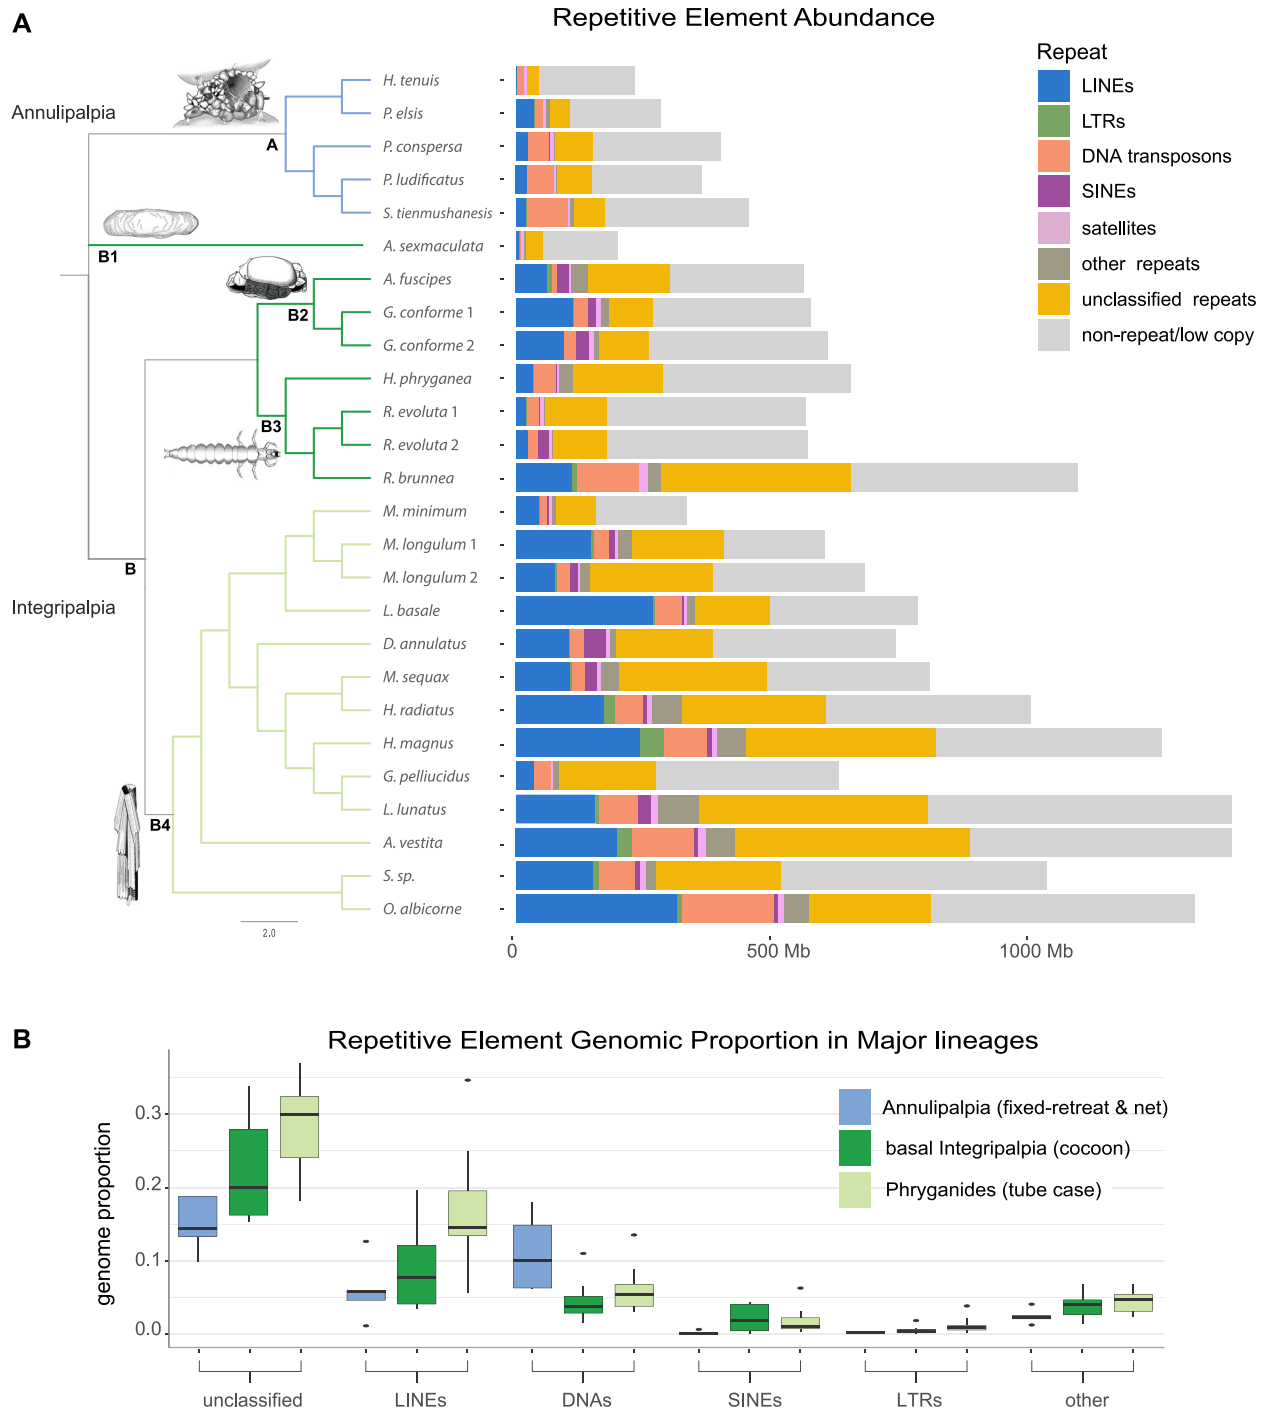 A
Repetitive Element Abundance
Annulipalpia
Integripalpia
A
B1
B2
B3
B
B4
H. tenuis
P. elsis
P. conspersa
P. ludificatus
S. tienmushanesis
A. sexmaculata
A. fuscipes
G. conforme 1
G. conforme 2
H. phryganea
R. evoluta 1
R. evoluta 2
R. brunnea
M. minimum
M. longulum 1
M. longulum 2
L. basale
D. annulatus
M. sequax
H. radiatus
H. magnus
G. pelliucidus
L. lunatus
A. vestita
S. sp.
O. albicorne
2.0
Repeat
LINEs
LTRs
DNA transposons
SINEs
satellites
other repeats
unclassified repeats
non-repeat/low copy
0 500 Mb 1000 Mb
B
Repetitive Element Genomic Proportion in Major lineages
genome proportion
0.3
0.2
0.1
0.0
Annulipalpia (fixed-retreat & net)
basal Integripalpia (cocoon)
Phryganides (tube case)
unclassified LINEs DNAs SINEs LTRs other